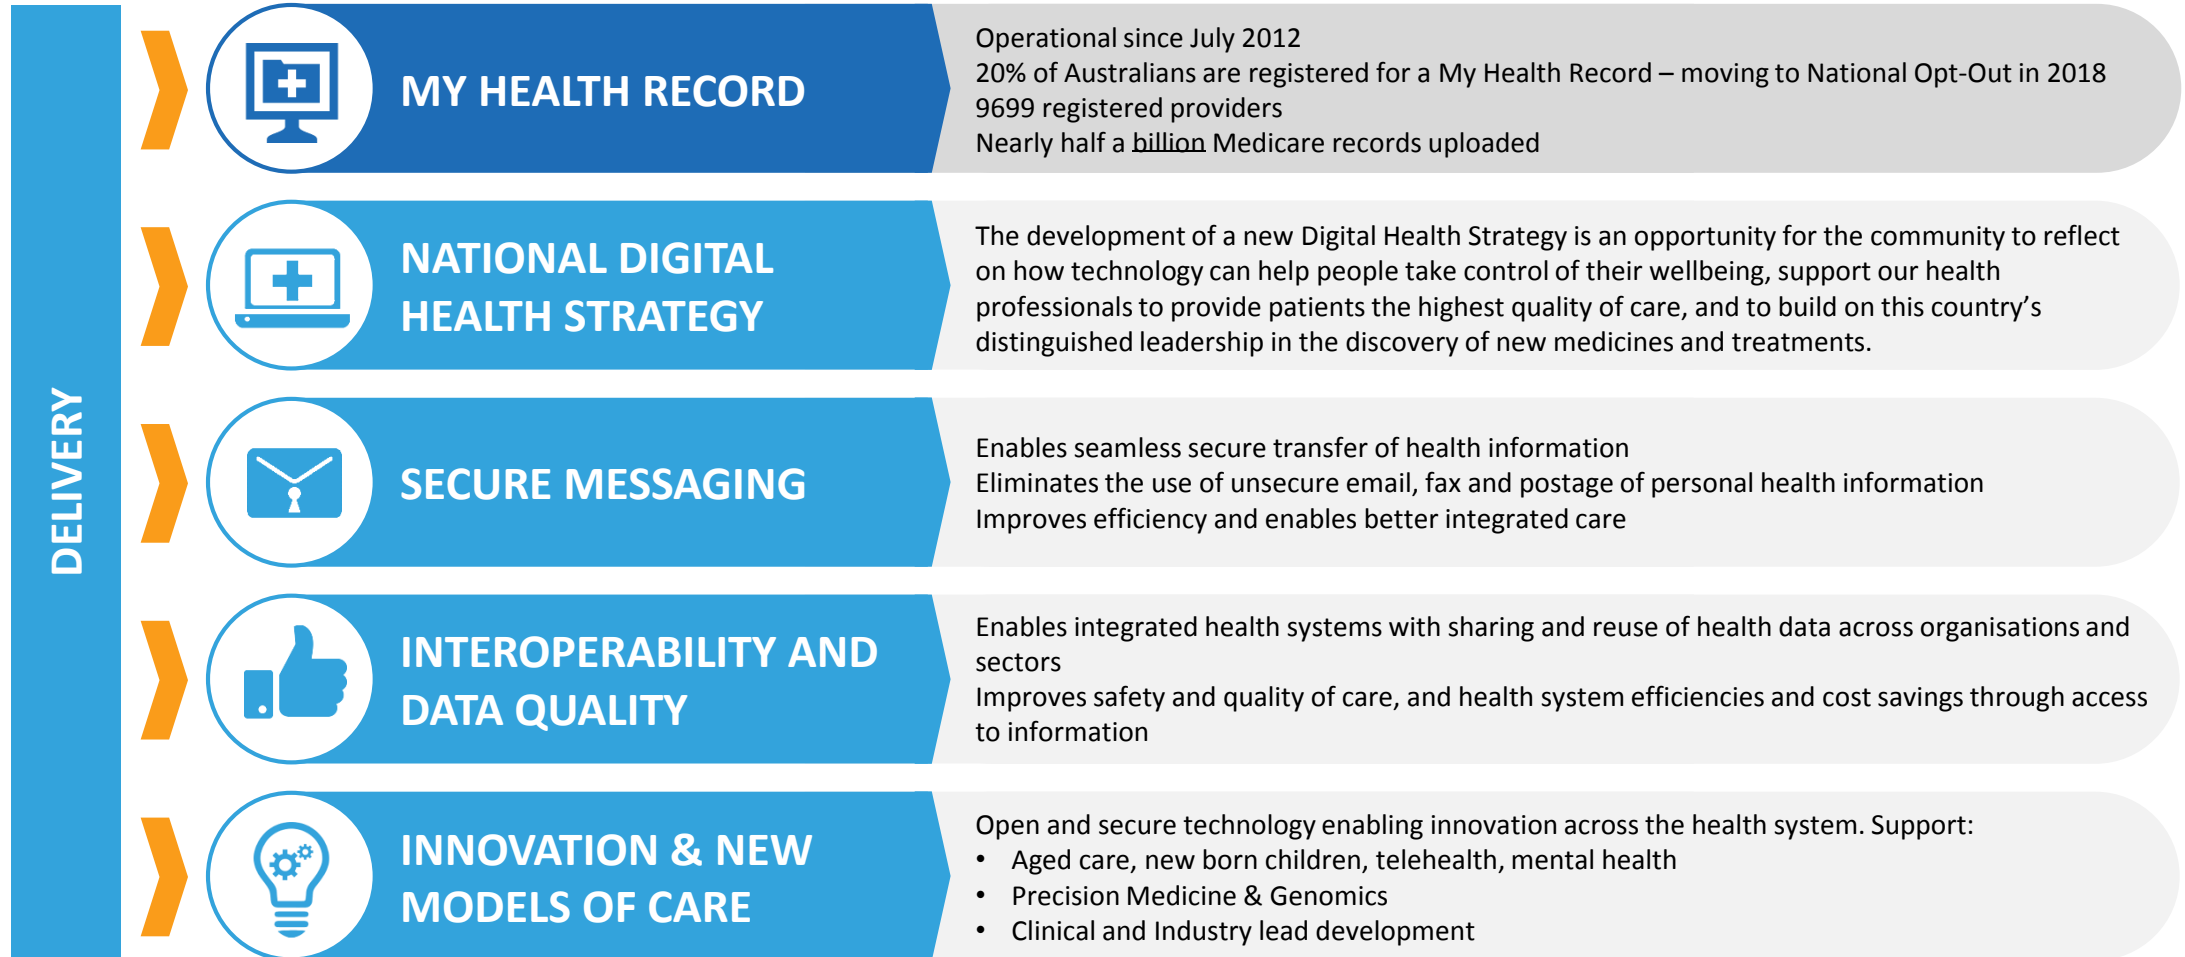 DELIVERY
MY HEALTH RECORD
Operational since July 2012
20% of Australians are registered for a My Health Record – moving to National Opt-Out in 2018
9699 registered providers
Nearly half a billion Medicare records uploaded
NATIONAL DIGITAL
HEALTH STRATEGY
The development of a new Digital Health Strategy is an opportunity for the community to reflect
on how technology can help people take control of their wellbeing, support our health
professionals to provide patients the highest quality of care, and to build on this country’s
distinguished leadership in the discovery of new medicines and treatments.
SECURE MESSAGING
Enables seamless secure transfer of health information
Eliminates the use of unsecure email, fax and postage of personal health information
Improves efficiency and enables better integrated care
INTEROPERABILITY AND
DATA QUALITY
Enables integrated health systems with sharing and reuse of health data across organisations and
sectors
Improves safety and quality of care, and health system efficiencies and cost savings through access
to information
INNOVATION & NEW
MODELS OF CARE
Open and secure technology enabling innovation across the health system. Support:
• Aged care, new born children, telehealth, mental health
• Precision Medicine & Genomics
• Clinical and Industry lead development